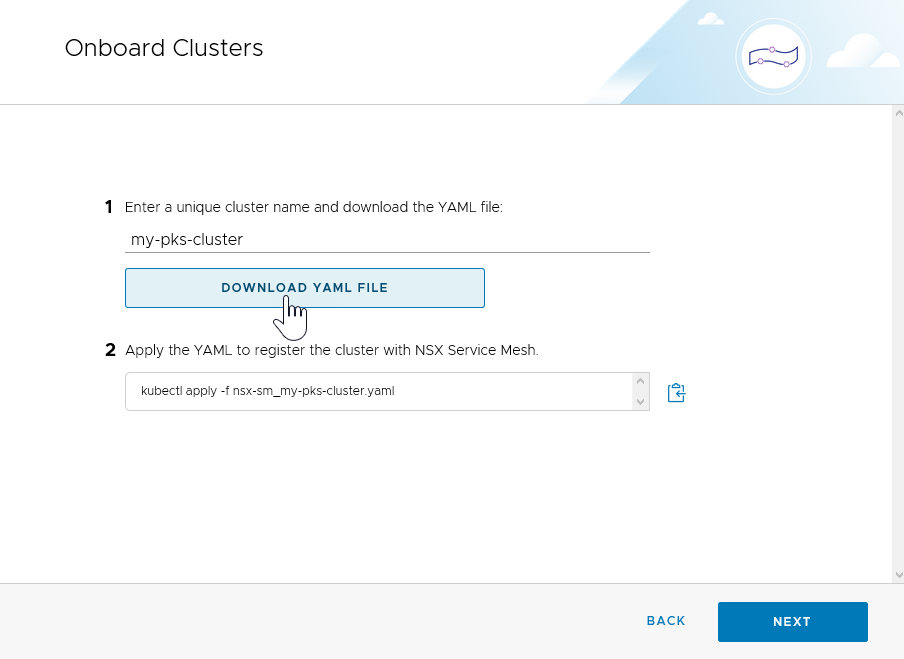 Onboard Clusters
1 Enter a unique cluster name and download the YAML file:
my-pks-cluster
DOWNLOAD YAML FILE
2 Apply the YAML to register the cluster with NSX Service Mesh.
kubectl apply -f nsx-sm_my-pks-cluster.yaml
BACK NEXT